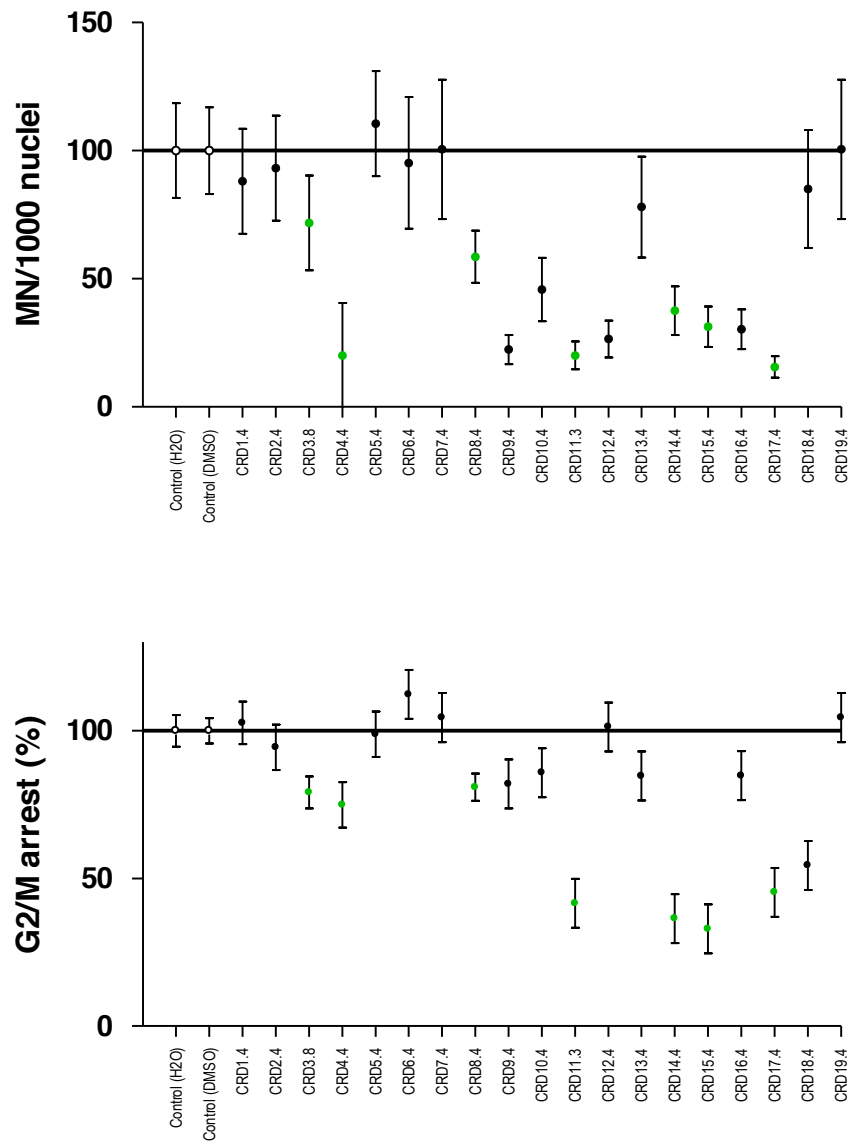 150
100
50
0
MN/1000 nuclei
Control (H2O)
Control (DMSO)
CRD1.4
CRD2.4
CRD3.8
CRD4.4
CRD5.4
CRD6.4
CRD7.4
CRD8.4
CRD9.4
CRD10.4
CRD11.3
CRD12.4
CRD13.4
CRD14.4
CRD15.4
CRD16.4
CRD17.4
CRD18.4
CRD19.4
100
50
0
G2/M arrest (%)
Control (H2O)
Control (DMSO)
CRD1.4
CRD2.4
CRD3.8
CRD4.4
CRD5.4
CRD6.4
CRD7.4
CRD8.4
CRD9.4
CRD10.4
CRD11.3
CRD12.4
CRD13.4
CRD14.4
CRD15.4
CRD16.4
CRD17.4
CRD18.4
CRD19.4